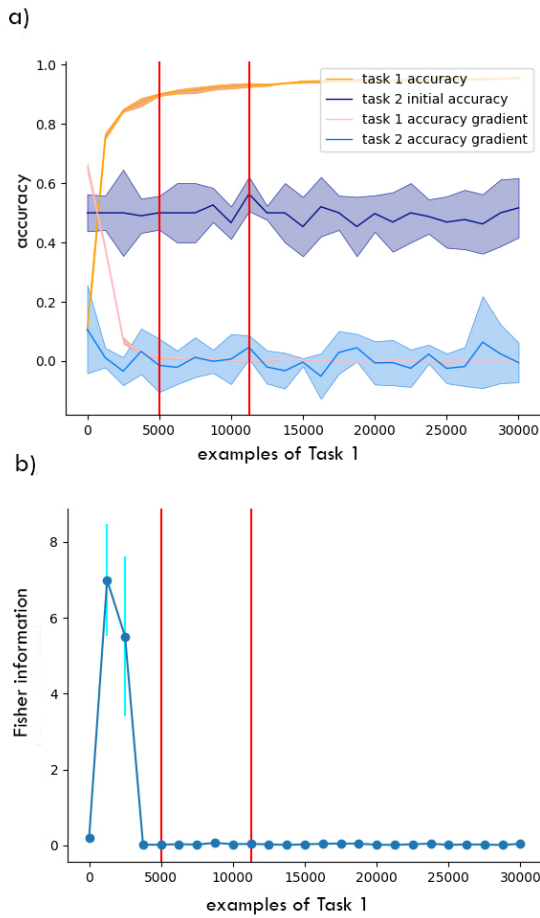 a)
1.0
0.8
0.6
0.4
0.2
0.0
accuracy
task 1 accuracy
task 2 initial accuracy
task 1 accuracy gradient
task 2 accuracy gradient
0 5000 10000 15000 20000 25000 30000
examples of Task 1
b)
8
6
4
2
0
Fisher information
0 5000 10000 15000 20000 25000 30000
examples of Task 1